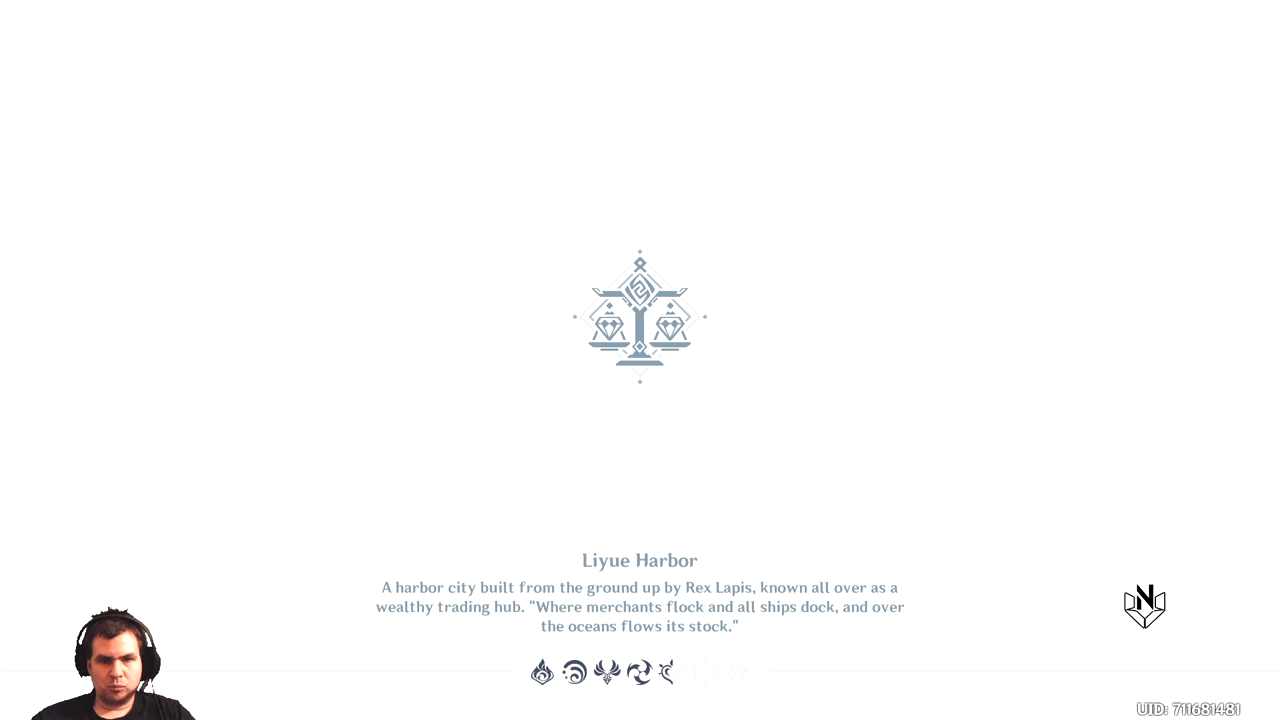 Liyue Harbor
A harbor city built from the ground up by Rex Lapis, known all over as a
wealthy trading hub. "Where merchants flock and all ships dock, and over
the oceans flows its stock."
N
UID: 711681481